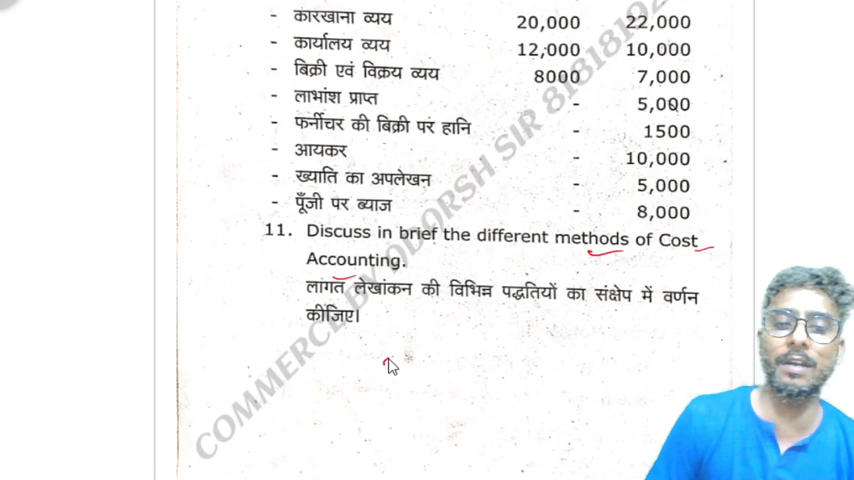 - कारखाना व्यय 20,000 22,000
- कार्यालय व्यय 12,000 10,000
- बिक्री एवं विक्रय व्यय 8000 7,000
- लाभांश प्राप्त - 5,000
- फर्नीचर की बिक्री पर हानि - 1500
- आयकर - 10,000
- ख्याति का अपलेखन - 5,000
- पूँजी पर ब्याज - 8,000
11. Discuss in brief the different methods of Cost
Accounting.
लागत लेखांकन की विभिन्न पद्धतियों का संक्षेप में वर्णन
कीजिए।
COMMERCE BY ODORSH SIR